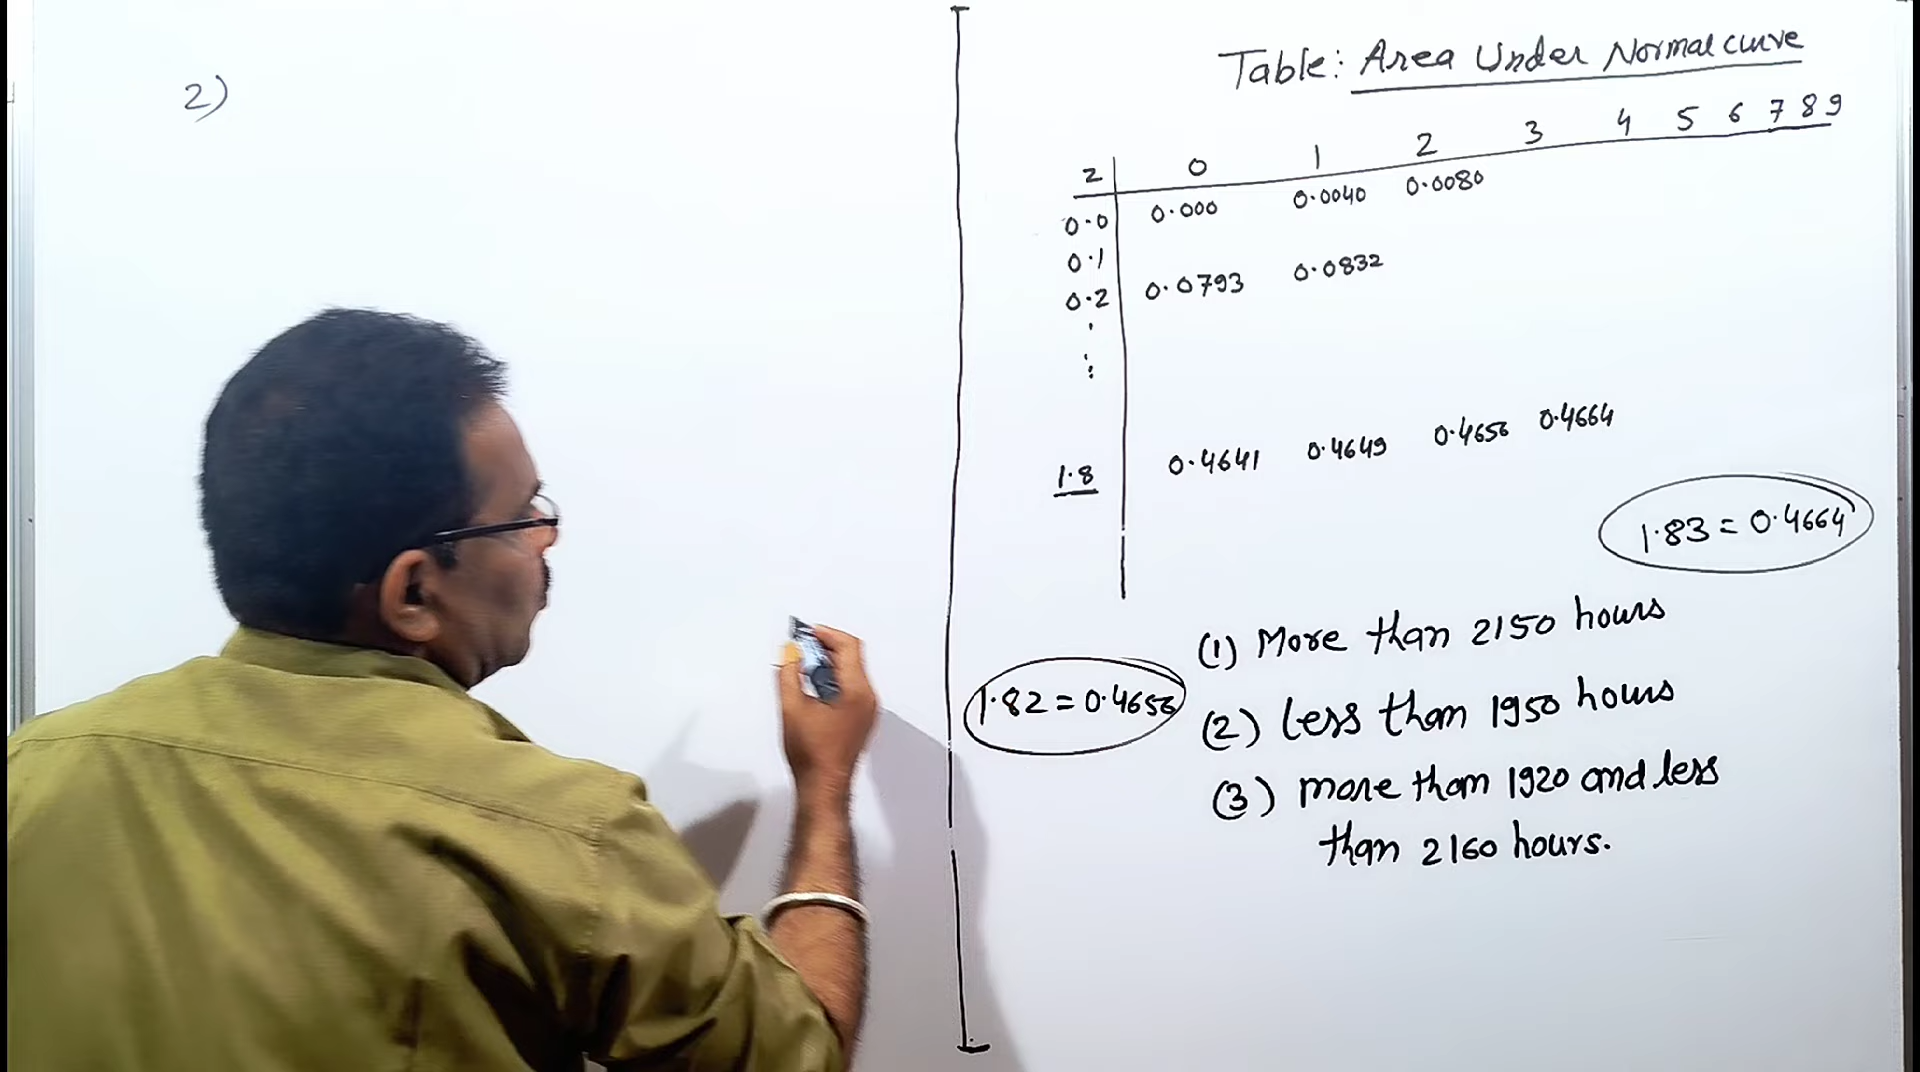 2)
Table: Area Under Normal curve
z 0 1 2 3 4 5 6 7 8 9
0.0 0.000 0.0040 0.0080
0.1
0.2 0.0793 0.0832
1.8 0.4641 0.4649 0.4656 0.4664
1.83 = 0.4664
(1) More than 2150 hours
1.82 = 0.4656
(2) less than 1950 hours
(3) more than 1920 and less
than 2160 hours.